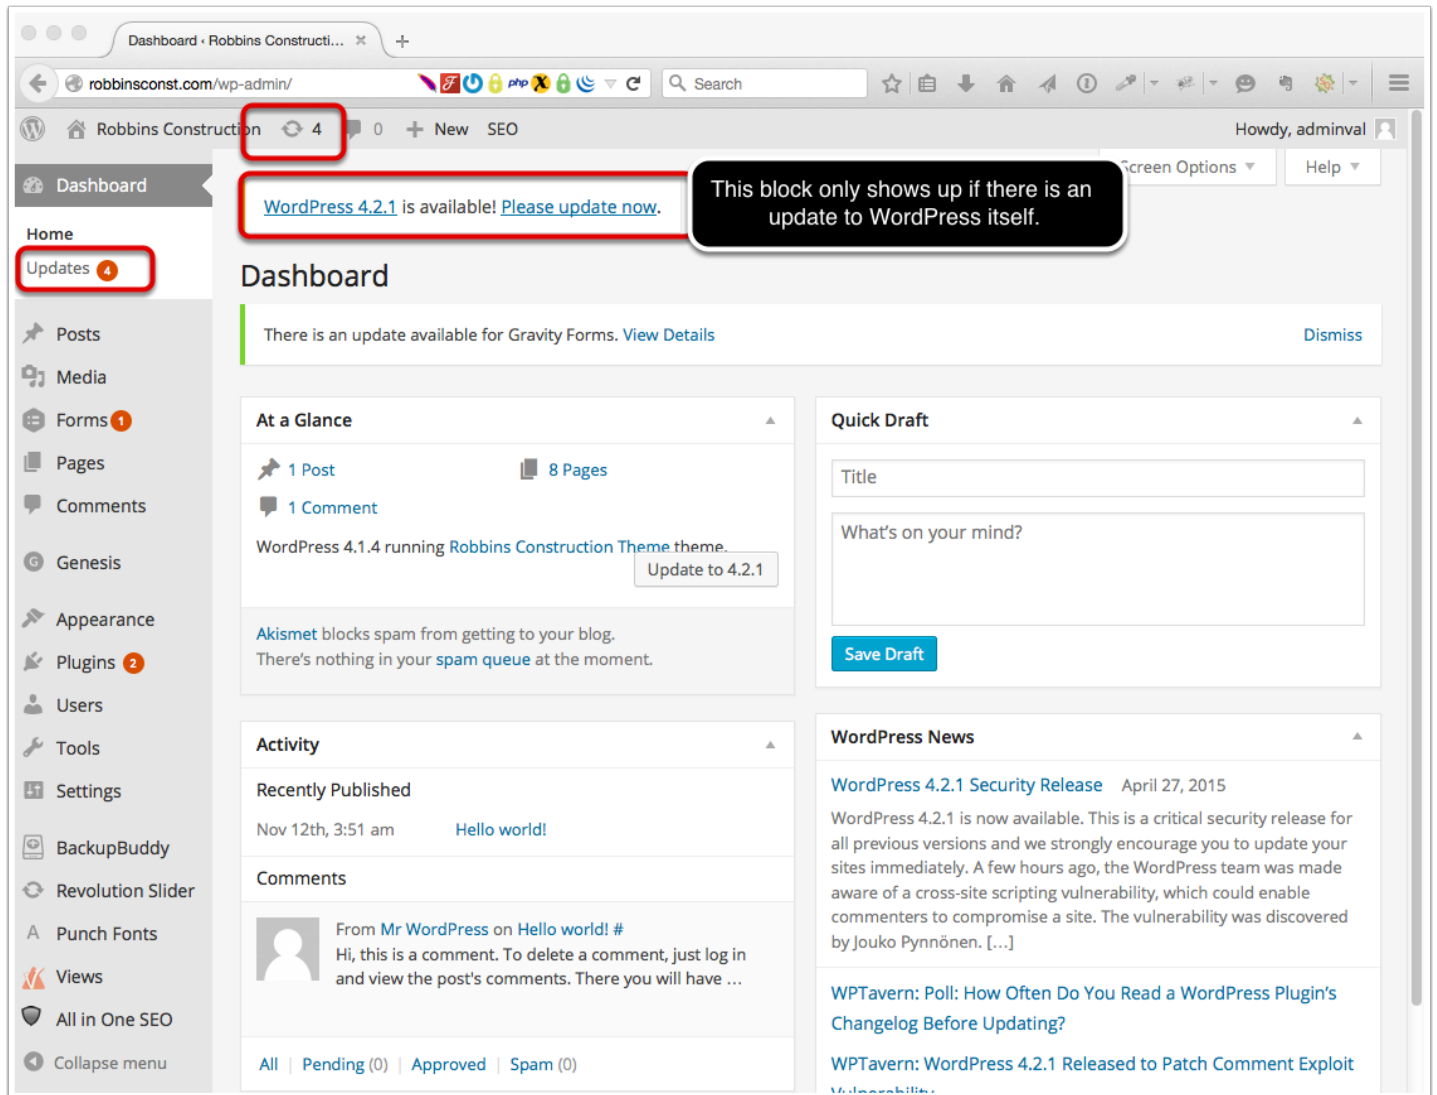 Dashboard ‹ Robbins Constructi... × +
robbinsconst.com/wp-admin/ php Search
Robbins Construction 4 0 + New SEO Howdy, adminval
Screen Options Help
This block only shows up if there is an
update to WordPress itself.
WordPress 4.2.1 is available! Please update now.
Dashboard
Home
Updates 4
Posts
Media
Forms 1
Pages
Comments
Genesis
Appearance
Plugins 2
Users
Tools
Settings
BackupBuddy
Revolution Slider
Punch Fonts
Views
All in One SEO
Collapse menu
Dashboard
There is an update available for Gravity Forms. View Details Dismiss
At a Glance
1 Post 8 Pages
1 Comment
WordPress 4.1.4 running Robbins Construction Theme theme.
Update to 4.2.1
Akismet blocks spam from getting to your blog.
There's nothing in your spam queue at the moment.
Activity
Recently Published
Nov 12th, 3:51 am Hello world!
Comments
From Mr WordPress on Hello world! #
Hi, this is a comment. To delete a comment, just log in
and view the post's comments. There you will have ...
All | Pending (0) | Approved | Spam (0)
Quick Draft
Title
What's on your mind?
Save Draft
WordPress News
WordPress 4.2.1 Security Release April 27, 2015
WordPress 4.2.1 is now available. This is a critical security release for
all previous versions and we strongly encourage you to update your
sites immediately. A few hours ago, the WordPress team was made
aware of a cross-site scripting vulnerability, which could enable
commenters to compromise a site. The vulnerability was discovered
by Jouko Pynnönen. [...]
WPTavern: Poll: How Often Do You Read a WordPress Plugin's
Changelog Before Updating?
WPTavern: WordPress 4.2.1 Released to Patch Comment Exploit
Vulnerability